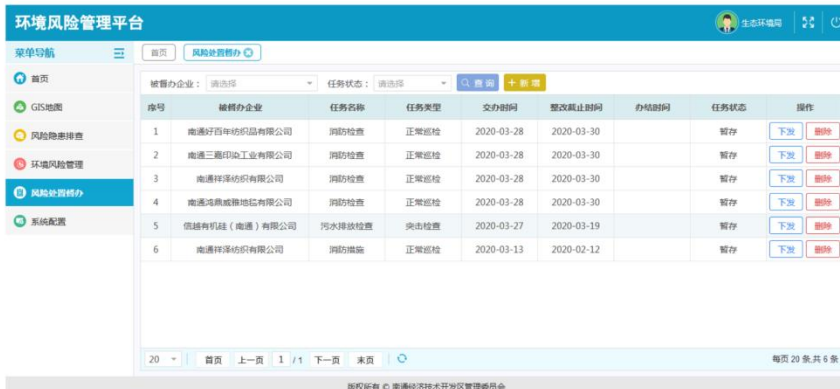 环境风险管理平台
生态环境局
菜单导航
首页
风险处置督办
首页
GIS地图
风险隐患排查
环境风险管理
风险处置督办
系统配置
被督办企业： 请选择 任务状态： 请选择 查 询 新 增
序号 被督办企业 任务名称 任务类型 交办时间 整改截止时间 办结时间 任务状态 操作
1 南通好百年纺织品有限公司 消防检查 正常巡检 2020-03-28 2020-03-30 暂存 下发 删除
2 南通三嘉印染工业有限公司 消防检查 正常巡检 2020-03-28 2020-03-30 暂存 下发 删除
3 南通祥泽纺织有限公司 消防检查 正常巡检 2020-03-28 2020-03-30 暂存 下发 删除
4 南通鸿鼎威雅地毯有限公司 消防检查 正常巡检 2020-03-28 2020-03-30 暂存 下发 删除
5 信越有机硅（南通）有限公司 污水排放检查 突击检查 2020-03-27 2020-03-19 暂存 下发 删除
6 南通祥泽纺织有限公司 消防措施 正常巡检 2020-03-13 2020-02-12 暂存 下发 删除
20 首页 上一页 1 / 1 下一页 末页 每页 20 条,共 6 条
版权所有 © 南通经济技术开发区管理委员会